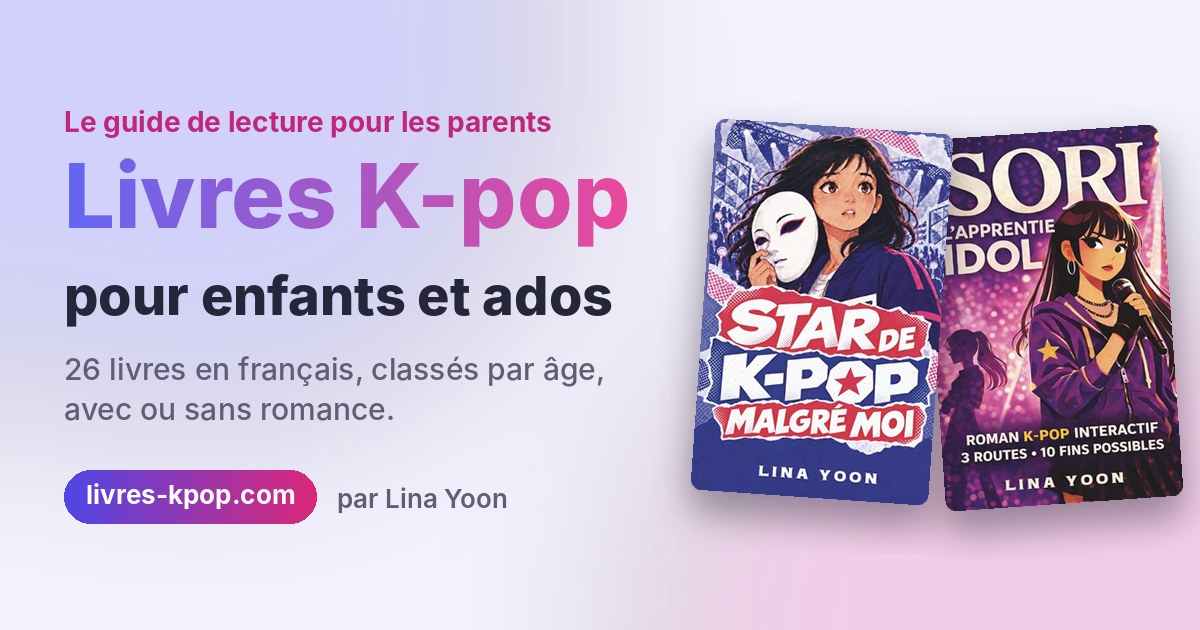 Le guide de lecture pour les parents
Livres K-pop
pour enfants et ados
26 livres en français, classés par âge,
avec ou sans romance.
livres-kpop.com
par Lina Yoon
STAR DE
K-POP
MALGRÉ MOI
LINA YOON
SORI
L'APPRENTIE
IDOL
ROMAN K-POP INTERACTIF
3 ROUTES • 10 FINS POSSIBLES
LINA YOON